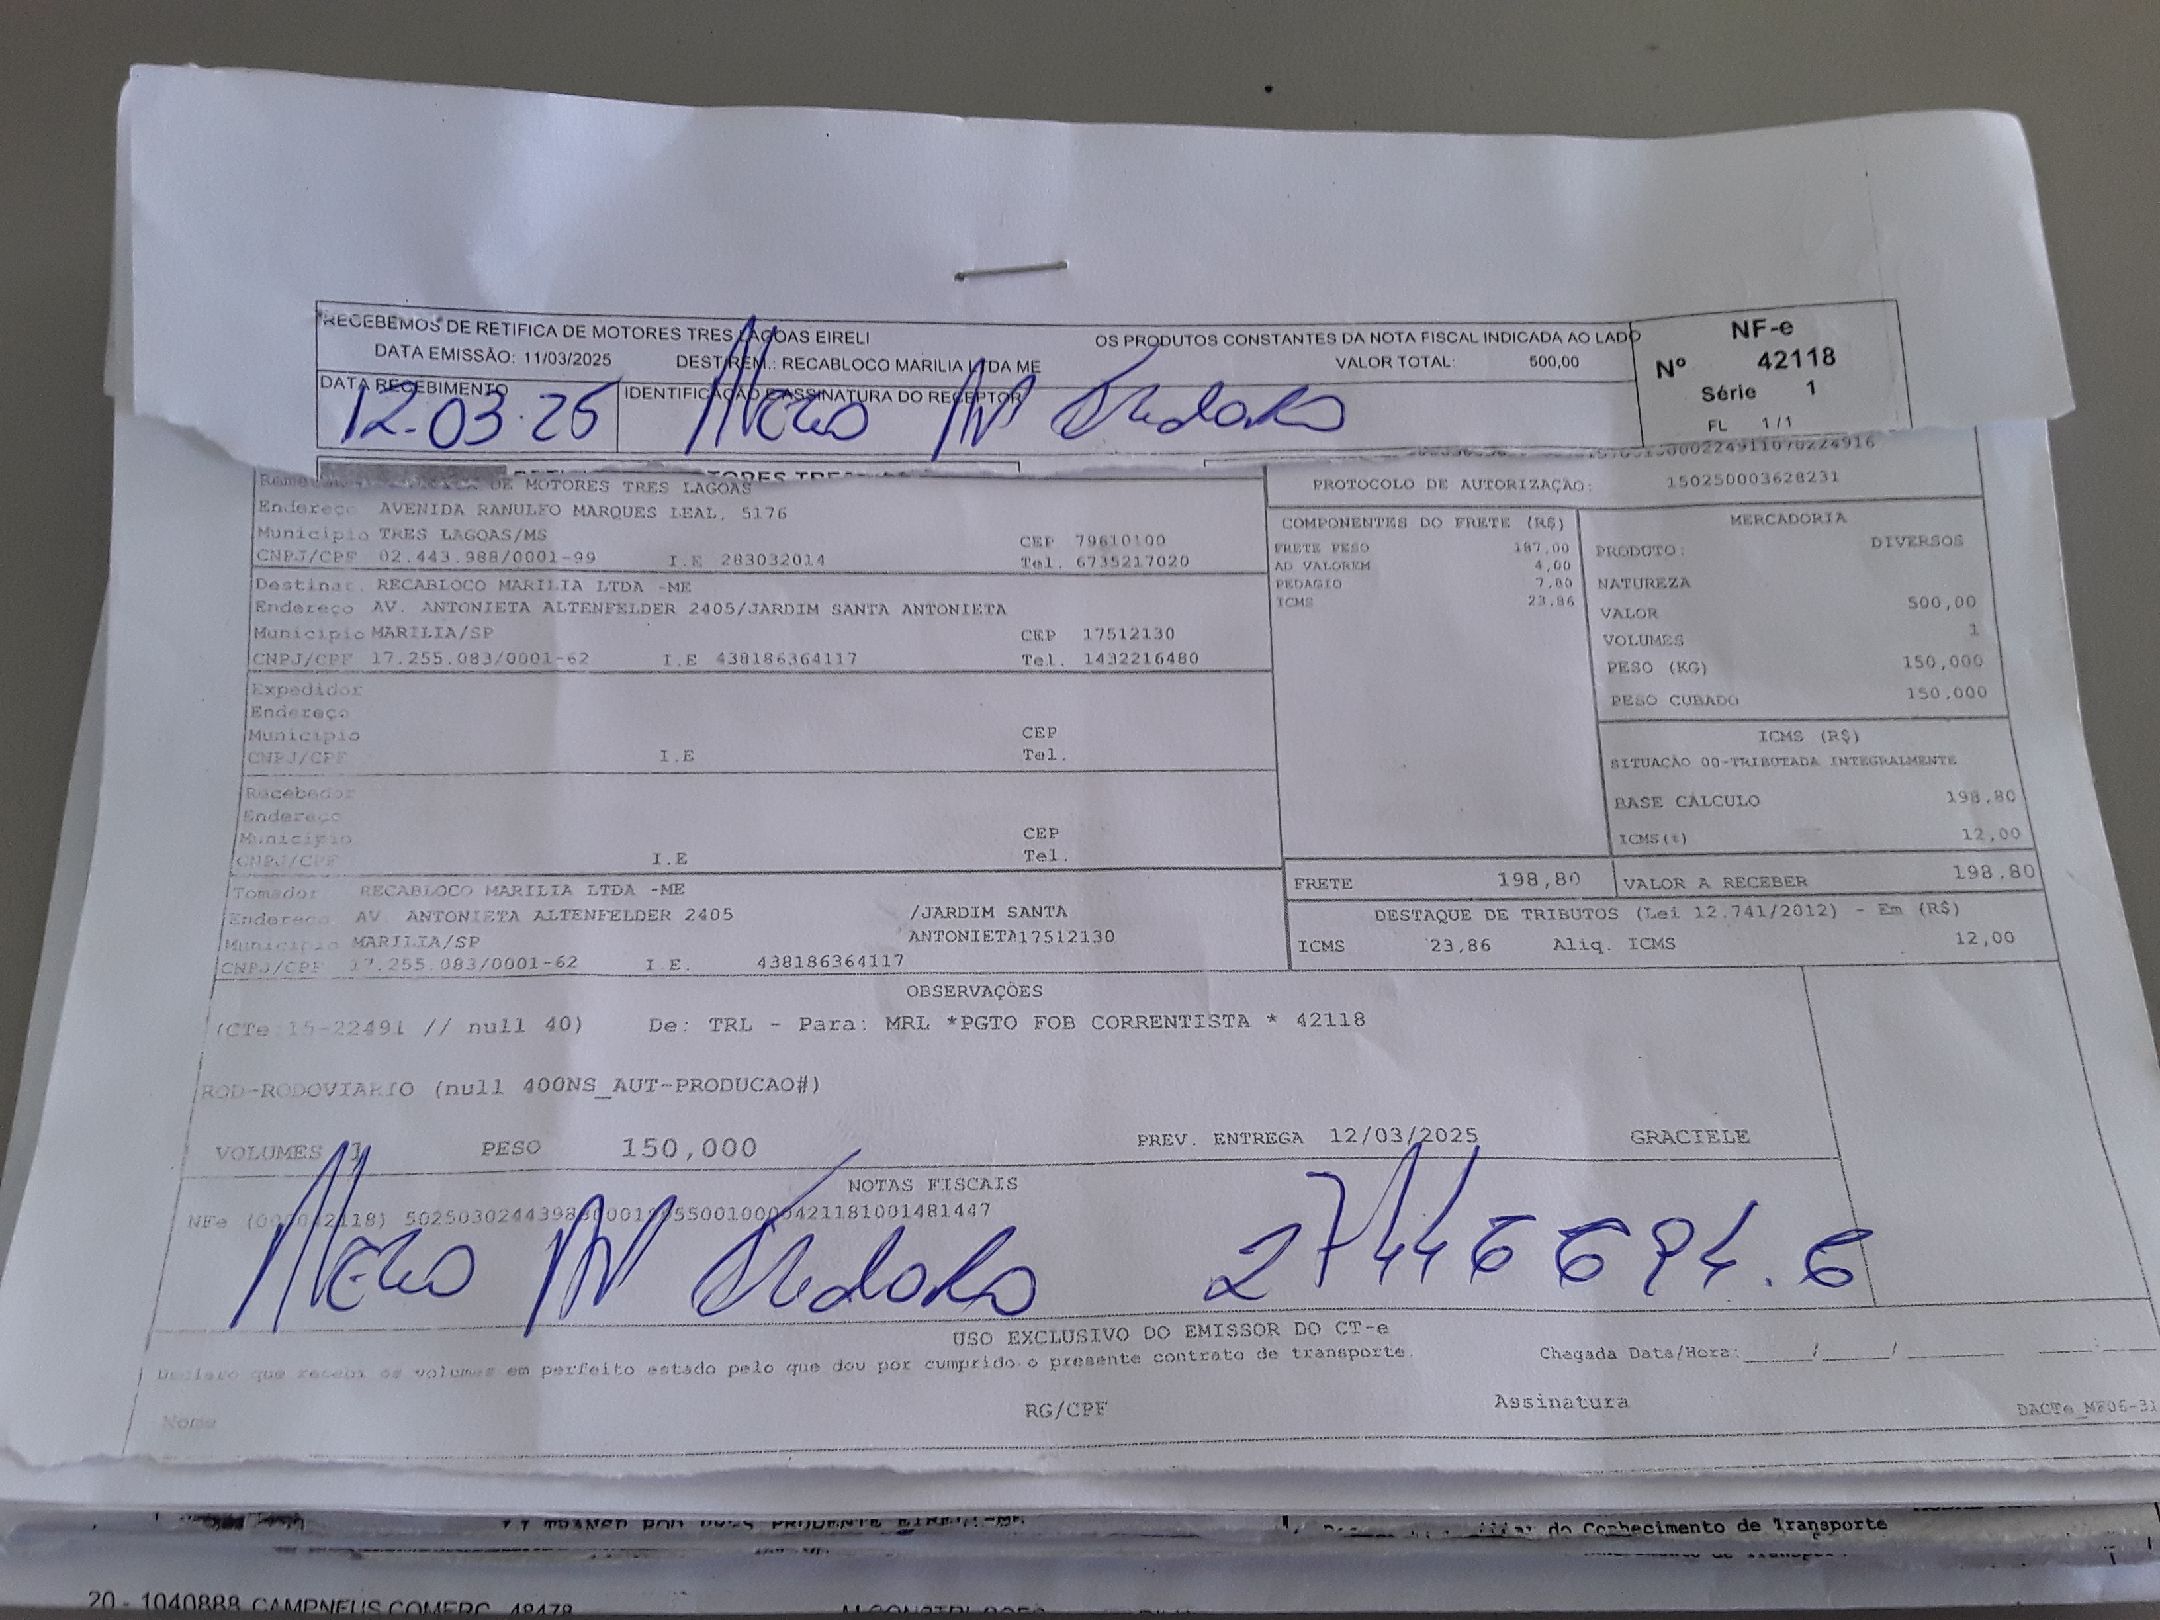 RECEBEMOS DE RETIFICA DE MOTORES TRES LAGOAS EIRELI OS PRODUTOS CONSTANTES DA NOTA FISCAL INDICADA AO LADO
DATA EMISSÃO: 11/03/2025 DEST/REM.: RECABLOCO MARILIA LTDA ME VALOR TOTAL: 500,00
NF-e
Nº 42118
Série 1
FL 1/1
DATA RECEBIMENTO IDENTIFICAÇÃO E ASSINATURA DO RECEPTOR
12.03.25
DE MOTORES TRES LAGOAS
Endereço AVENIDA RANULFO MARQUES LEAL, 5176
Municipio TRES LAGOAS/MS CEP 79610100
CNPJ/CPF 02.443.988/0001-99 I.E 283032014 Tel. 6735217020
Destinat. RECABLOCO MARILIA LTDA -ME
Endereço AV. ANTONIETA ALTENFELDER 2405/JARDIM SANTA ANTONIETA
Municipio MARILIA/SP CEP 17512130
CNPJ/CPF 17.255.083/0001-62 I.E 438186364117 Tel. 1432216480
Expedidor
Endereço
Municipio CEP
CNPJ/CPF I.E Tel.
Recebedor
Endereço
Municipio CEP
CNPJ/CPF I.E Tel.
Tomador RECABLOCO MARILIA LTDA -ME
Endereco AV. ANTONIETA ALTENFELDER 2405 /JARDIM SANTA
Municipio MARILIA/SP ANTONIETA17512130
CNPJ/CPF 17.255.083/0001-62 I.E. 438186364117
PROTOCOLO DE AUTORIZAÇÃO: 150250003628231
COMPONENTES DO FRETE (R$)
FRETE PESO 187,00
AD VALOREM 4,00
PEDAGIO 7,80
ICMS 23,86
MERCADORIA
PRODUTO: DIVERSOS
NATUREZA
VALOR 500,00
VOLUMES 1
PESO (KG) 150,000
PESO CUBADO 150.000
ICMS (R$)
SITUAÇÃO 00-TRIBUTADA INTEGRALMENTE
BASE CALCULO 198,80
ICMS(%) 12,00
FRETE 198,80 VALOR A RECEBER 198,80
DESTAQUE DE TRIBUTOS (Lei 12.741/2012) - Em (R$)
ICMS 23,86 Aliq. ICMS 12,00
OBSERVAÇÕES
(CTe 15-22491 // null 40) De: TRL - Para: MRL *PGTO FOB CORRENTISTA * 42118
ROD-RODOVIARIO (null 400NS_AUT-PRODUCAO#)
VOLUMES 1 PESO 150,000 PREV. ENTREGA 12/03/2025 GRACIELE
NOTAS FISCAIS
NFe
USO EXCLUSIVO DO EMISSOR DO CT-e
Declaro que recebi os volumes em perfeito estado pelo que dou por cumprido o presente contrato de transporte. Chegada Data/Hora: / / :
Nome RG/CPF Assinatura
do Conhecimento de Transporte
20 - 1040888 CAMPNEUS COMERC 48478